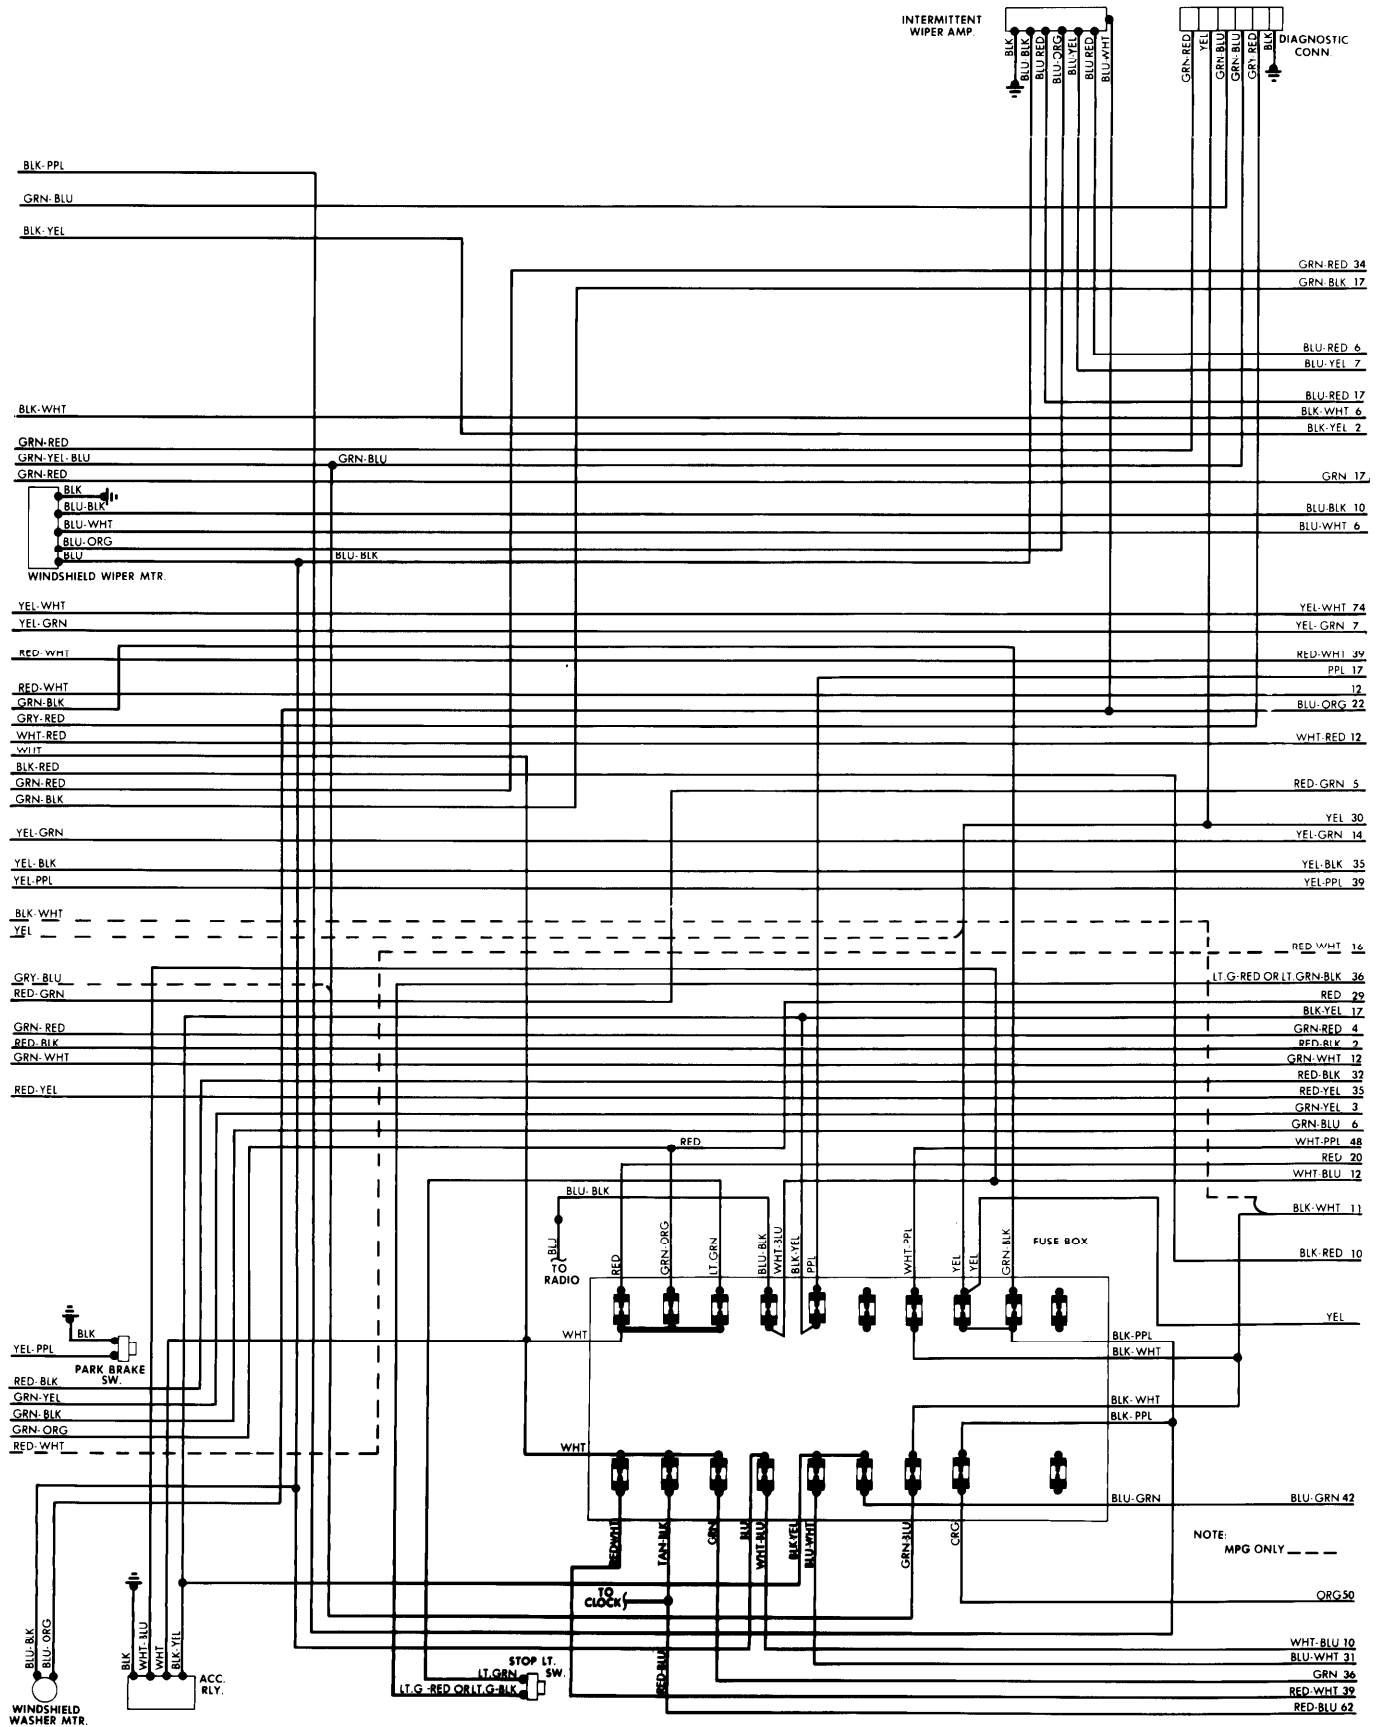 INTERMITTENT
WIPER AMP.
BLK
BLU-BLK
BLU RED
BLU-ORG
BLU-YEL
BLU RED
BLU-WHT
GRN-RED
YEL
GRN-BLU
GRN-BLU
GRY-RED
BLK
DIAGNOSTIC
CONN.
BLK-PPL
GRN-BLU
BLK-YEL
GRN-RED 34
GRN-BLK 17
BLU-RED 6
BLU-YEL 7
BLU-RED 17
BLK-WHT
BLK-WHT 6
BLK-YEL 2
GRN-RED
GRN-YEL-BLU
GRN-BLU
GRN-RED
GRN 17
BLK
BLU-BLK
BLU-BLK 10
BLU-WHT
BLU-WHT 6
BLU-ORG
BLU
BLU-BLK
WINDSHIELD WIPER MTR.
YEL-WHT
YEL-WHT 74
YEL-GRN
YEL-GRN 7
RED-WHT
RED-WHT 39
PPL 17
RED-WHT
12
GRN-BLK
BLU-ORG 22
GRY-RED
WHT-RED
WHT-RED 12
WHT
BLK-RED
GRN-RED
RED-GRN 5
GRN-BLK
YEL 30
YEL-GRN
YEL-GRN 14
YEL-BLK
YEL-BLK 35
YEL-PPL
YEL-PPL 39
BLK-WHT
YEL
RED WHT 16
GRY-BLU
LT.G-RED OR LT.GRN-BLK 36
RED-GRN
RED 29
BLK-YEL 17
GRN-RED
GRN-RED 4
RED-BLK
RED-BLK 2
GRN-WHT
GRN-WHT 12
RED-BLK 32
RED-YEL
RED-YEL 35
GRN-YEL 3
GRN-BLU 6
RED
WHT-PPL 48
RED 20
WHT-BLU 12
BLU-BLK
BLK-WHT 11
BLU
TO
RADIO
RED
GRN-ORG
LT.GRN
BLU-BLK
WHT-BLU
BLK-YEL
PPL
WHT-PPL
YEL
YEL
GRN-BLK
FUSE BOX
BLK-RED 10
YEL
BLK
WHT
BLK-PPL
YEL-PPL
BLK-WHT
PARK BRAKE
SW.
RED-BLK
GRN-YEL
BLK-WHT
GRN-BLK
BLK-PPL
GRN-ORG
RED-WHT
WHT
BLU-GRN
BLU-GRN 42
RED-WHT
TAN-BLK
GRN
BLU
WHT-BLU
BLK-YEL
BLU-WHT
GRN-BLU
ORG
NOTE:
MPG ONLY
TO
CLOCK
ORG50
BLU-BLK
BLU-ORG
BLK
WHT-BLU
WHT
BLK-YEL
RED-BLU
WHT-BLU 10
BLU-WHT 31
STOP LT.
SW.
LT.GRN
GRN 36
LT.G -RED OR LT.G-BLK
RED-WHT 39
RED-BLU 62
ACC.
RLY.
WINDSHIELD
WASHER MTR.